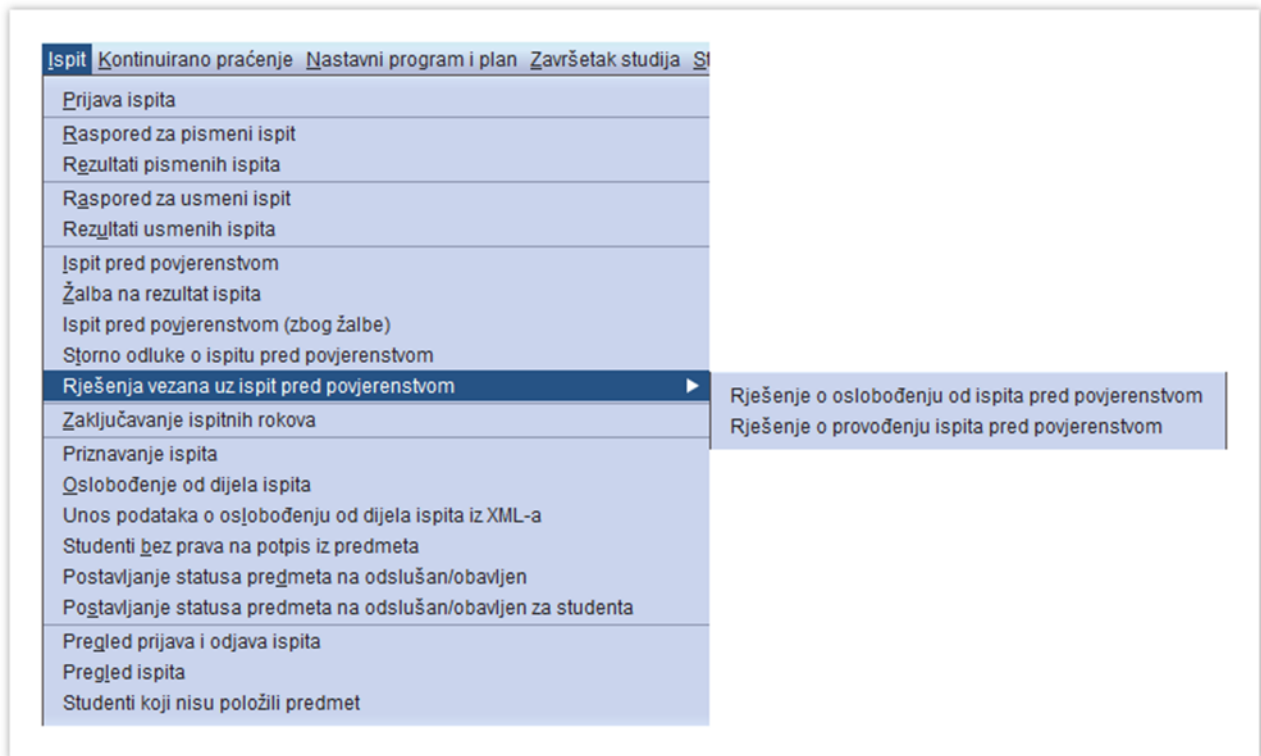 Ispit Kontinuirano praćenje Nastavni program i plan Završetak studija St
Prijava ispita
Raspored za pismeni ispit
Rezultati pismenih ispita
Raspored za usmeni ispit
Rezultati usmenih ispita
Ispit pred povjerenstvom
Žalba na rezultat ispita
Ispit pred povjerenstvom (zbog žalbe)
Storno odluke o ispitu pred povjerenstvom
Rješenja vezana uz ispit pred povjerenstvom
Rješenje o oslobođenju od ispita pred povjerenstvom
Rješenje o provođenju ispita pred povjerenstvom
Zaključavanje ispitnih rokova
Priznavanje ispita
Oslobođenje od dijela ispita
Unos podataka o oslobođenju od dijela ispita iz XML-a
Studenti bez prava na potpis iz predmeta
Postavljanje statusa predmeta na odslušan/obavljen
Postavljanje statusa predmeta na odslušan/obavljen za studenta
Pregled prijava i odjava ispita
Pregled ispita
Studenti koji nisu položili predmet